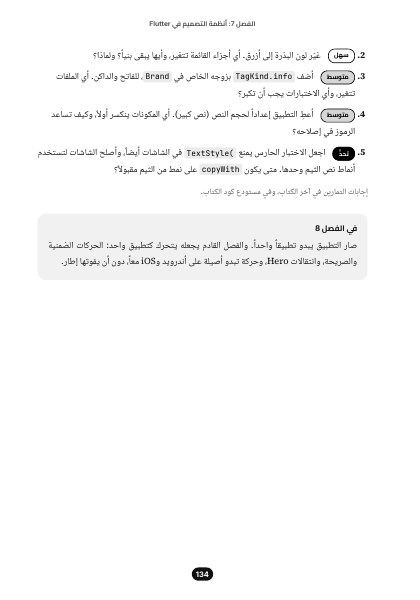 الفصل 7: أنظمة التصميم في Flutter
2. سهل غيّر لون البذرة إلى أزرق. أي أجزاء القائمة تتغير، وأيها يبقى بنياً؟ ولماذا؟
3. متوسط أضف TagKind.info بزوجه الخاص في Brand، للفاتح والداكن. أي الملفات
تتغير، وأي الاختبارات يجب أن تكبر؟
4. متوسط أعطِ التطبيق إعداداً لحجم النص (نص كبير). أي المكونات ينكسر أولاً، وكيف تساعد
الرموز في إصلاحه؟
5. تحدٍّ اجعل الاختبار الحارس يمنع TextStyle( في الشاشات أيضاً، وأصلح الشاشات لتستخدم
أنماط نص الثيم وحدها. متى يكون copyWith على نمط من الثيم مقبولاً؟
إجابات التمارين في آخر الكتاب، وفي مستودع كود الكتاب.
في الفصل 8
صار التطبيق يبدو تطبيقاً واحداً. والفصل القادم يجعله يتحرك كتطبيق واحد: الحركات الضمنية
والصريحة، وانتقالات Hero، وحركة تبدو أصيلة على أندرويد وiOS معاً، دون أن يفوتها إطار.
134